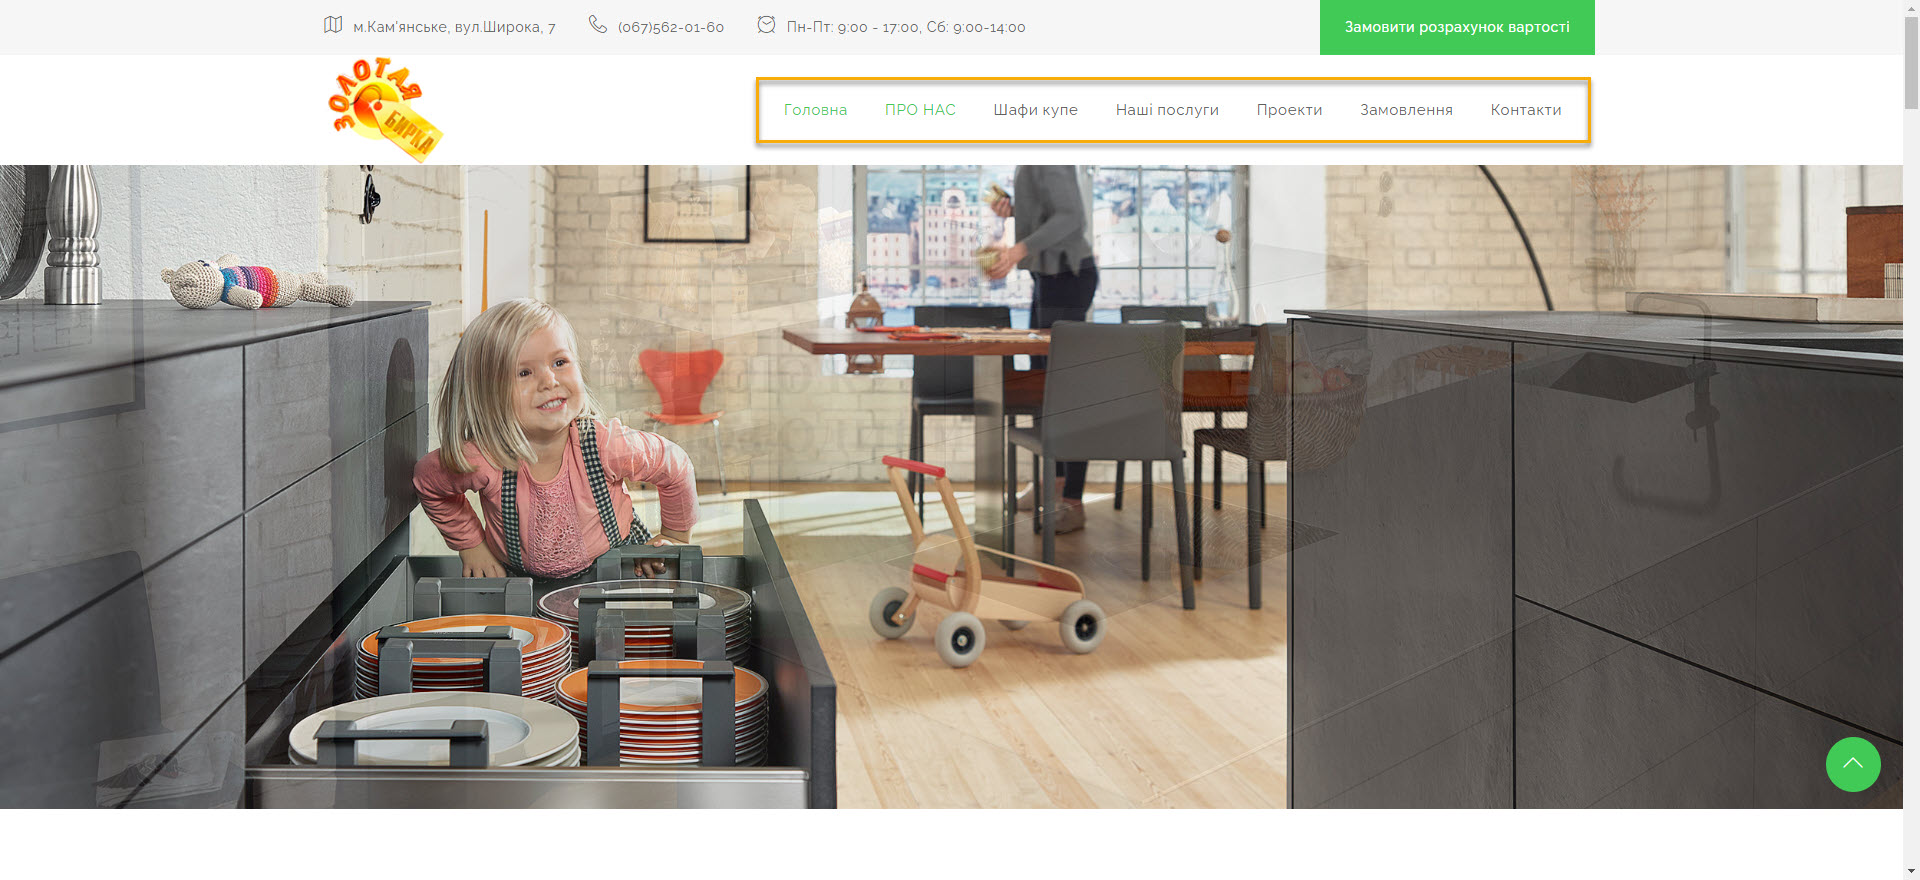 м.Кам'янське, вул.Широка, 7
(067)562-01-60
Пн-Пт: 9:00 - 17:00, Сб: 9:00-14:00
Замовити розрахунок вартості
ЗОЛОТАЯ
БИРКА
Головна
ПРО НАС
Шафи купе
Наші послуги
Проекти
Замовлення
Контакти